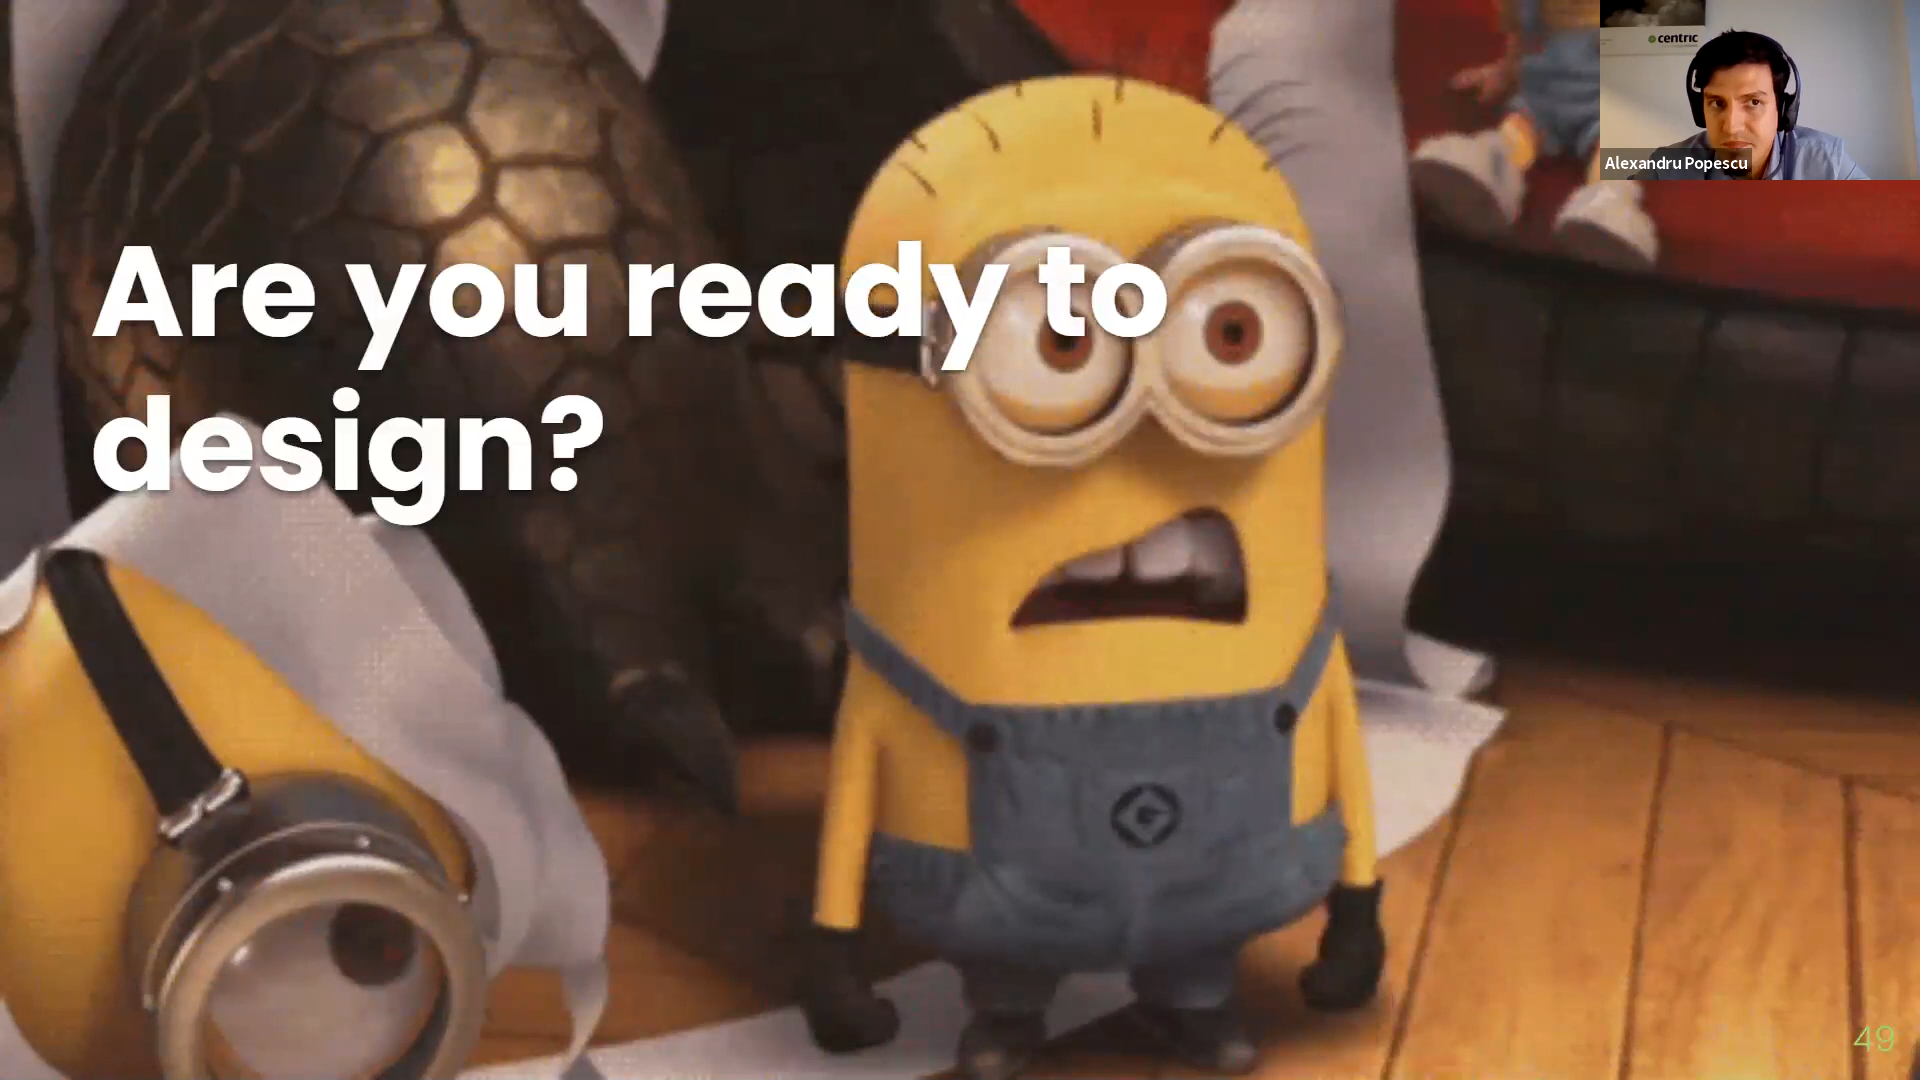 centric
Alexandru Popescu
Are you ready to
design?
49